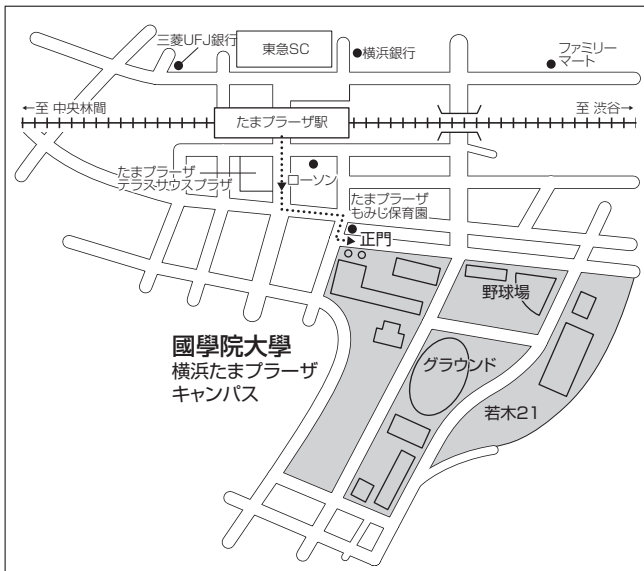 三菱UFJ銀行
東急SC
横浜銀行
ファミリー
マート
←至 中央林間
たまプラーザ駅
至 渋谷→
たまプラーザ
テラスサウスプラザ
ローソン
たまプラーザ
もみじ保育園
正門
野球場
國學院大學
横浜たまプラーザ
キャンパス
グラウンド
若木21